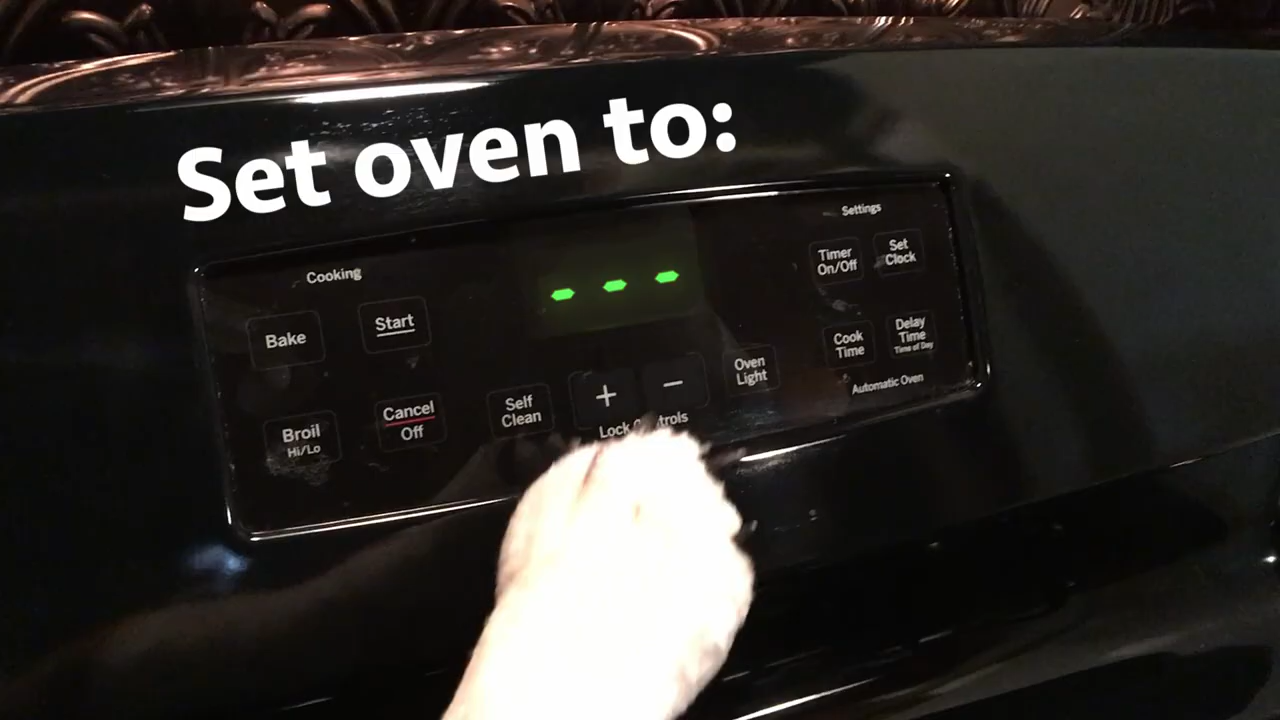 Set oven to:
Cooking
Bake
Start
Broil
Hi/Lo
Cancel
Off
- - -
Self
Clean
+
−
Lock
Oven
Light
Settings
Timer
On/Off
Set
Clock
Cook
Time
Delay
Time
Time of Day
Automatic Oven